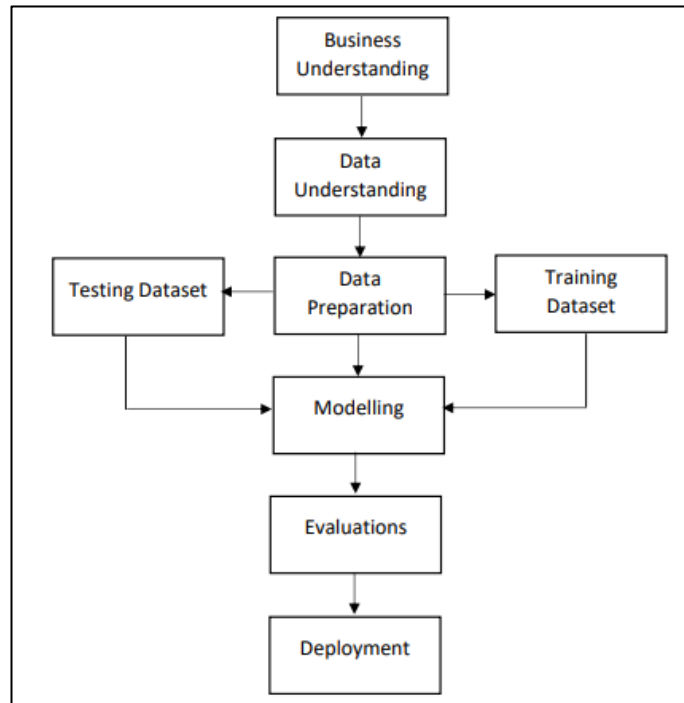 Business
Understanding
Data
Understanding
Testing Dataset
Data
Preparation
Training
Dataset
Modelling
Evaluations
Deployment